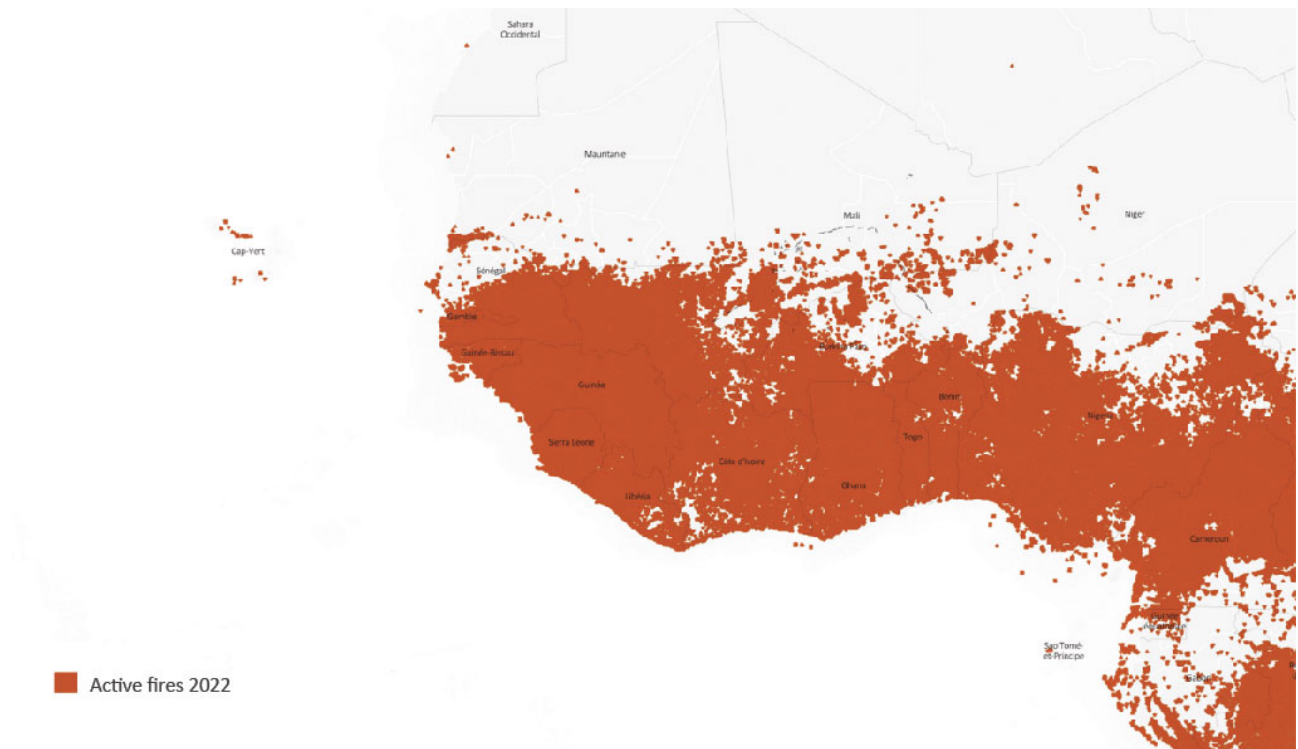 Sahara
Occidental
Mauritanie
Mali
Niger
Cap-Vert
Sénégal
Gambie
Guinée-Bissau
Burkina Faso
Guinée
Bénin
Nigeria
Sierra Leone
Togo
Côte d'Ivoire
Ghana
Libéria
Cameroun
Guinée
équatoriale
Sao Tomé-
et-Principe
Gabon
Active fires 2022